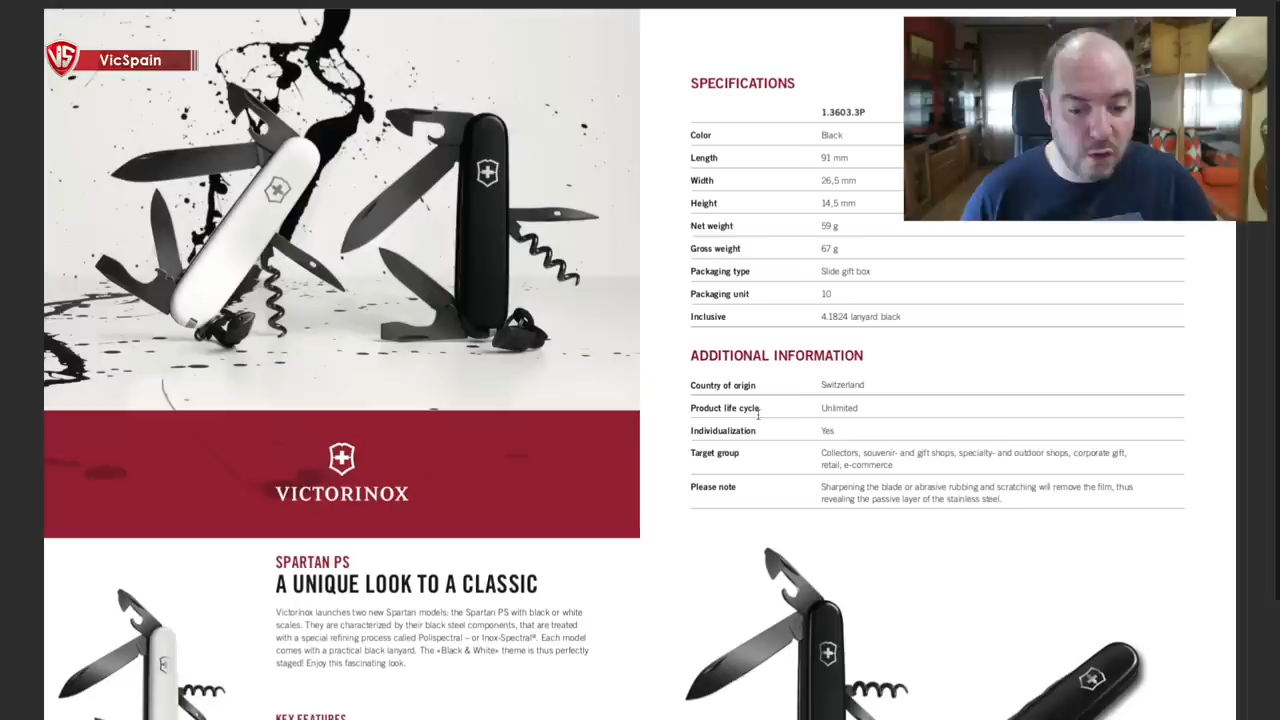 VS VicSpain
VICTORINOX
SPARTAN PS
A UNIQUE LOOK TO A CLASSIC
Victorinox launches two new Spartan models: the Spartan PS with black or white
scales. They are characterized by their black steel components, that are treated
with a special refining process called Polispectral – or Inox-Spectral®. Each model
comes with a practical black lanyard. The «Black & White» theme is thus perfectly
staged! Enjoy this fascinating look.
KEY FEATURES
SPECIFICATIONS
1.3603.3P
Color Black
Length 91 mm
Width 26,5 mm
Height 14,5 mm
Net weight 59 g
Gross weight 67 g
Packaging type Slide gift box
Packaging unit 10
Inclusive 4.1824 lanyard black
ADDITIONAL INFORMATION
Country of origin Switzerland
Product life cycle Unlimited
Individualization Yes
Target group Collectors, souvenir- and gift shops, specialty- and outdoor shops, corporate gift,
retail, e-commerce
Please note Sharpening the blade or abrasive rubbing and scratching will remove the film, thus
revealing the passive layer of the stainless steel.